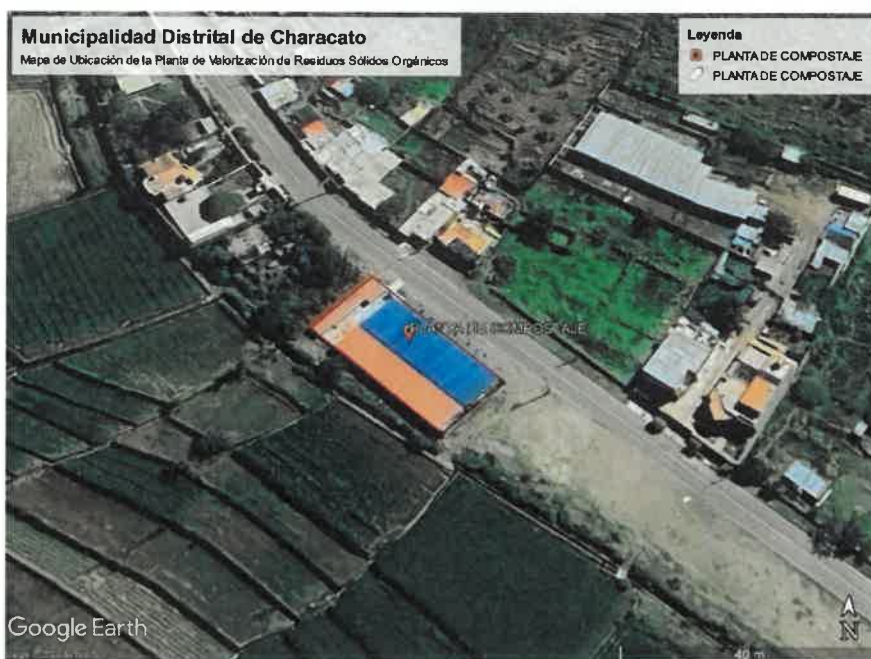 Municipalidad Distrital de Characato
Mapa de Ubicación de la Planta de Valorización de Residuos Sólidos Orgánicos
Leyenda
PLANTA DE COMPOSTAJE
PLANTA DE COMPOSTAJE
PLANTA DE COMPOSTAJE
Google Earth
N
40 m